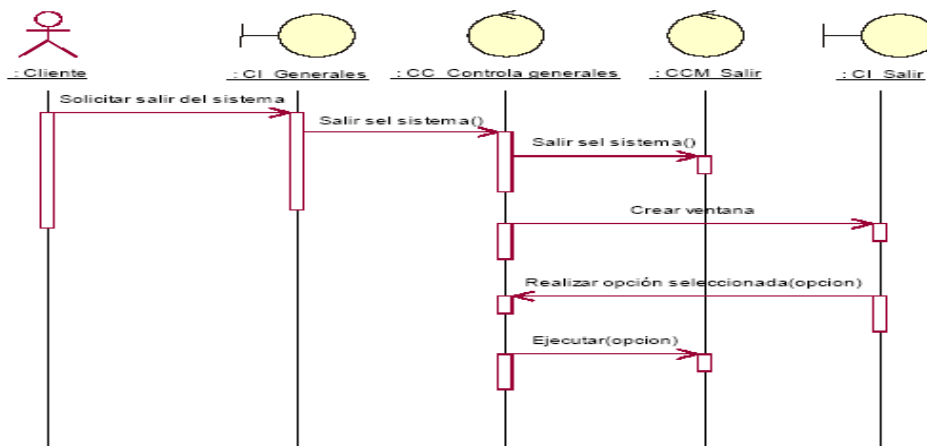 : Cliente
: CI_Generales
: CC_Controla generales
: CCM_Salir
: CI_Salir
Solicitar salir del sistema
Salir sel sistema()
Salir sel sistema()
Crear ventana
Realizar opción seleccionada(opcion)
Ejecutar(opcion)